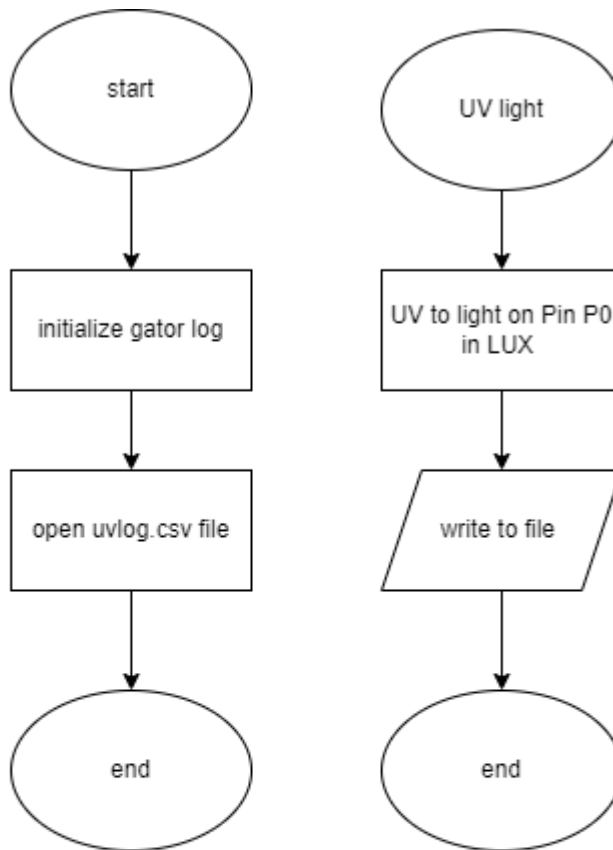 start
initialize gator log
open uvlog.csv file
end
UV light
UV to light on Pin P0
in LUX
write to file
end